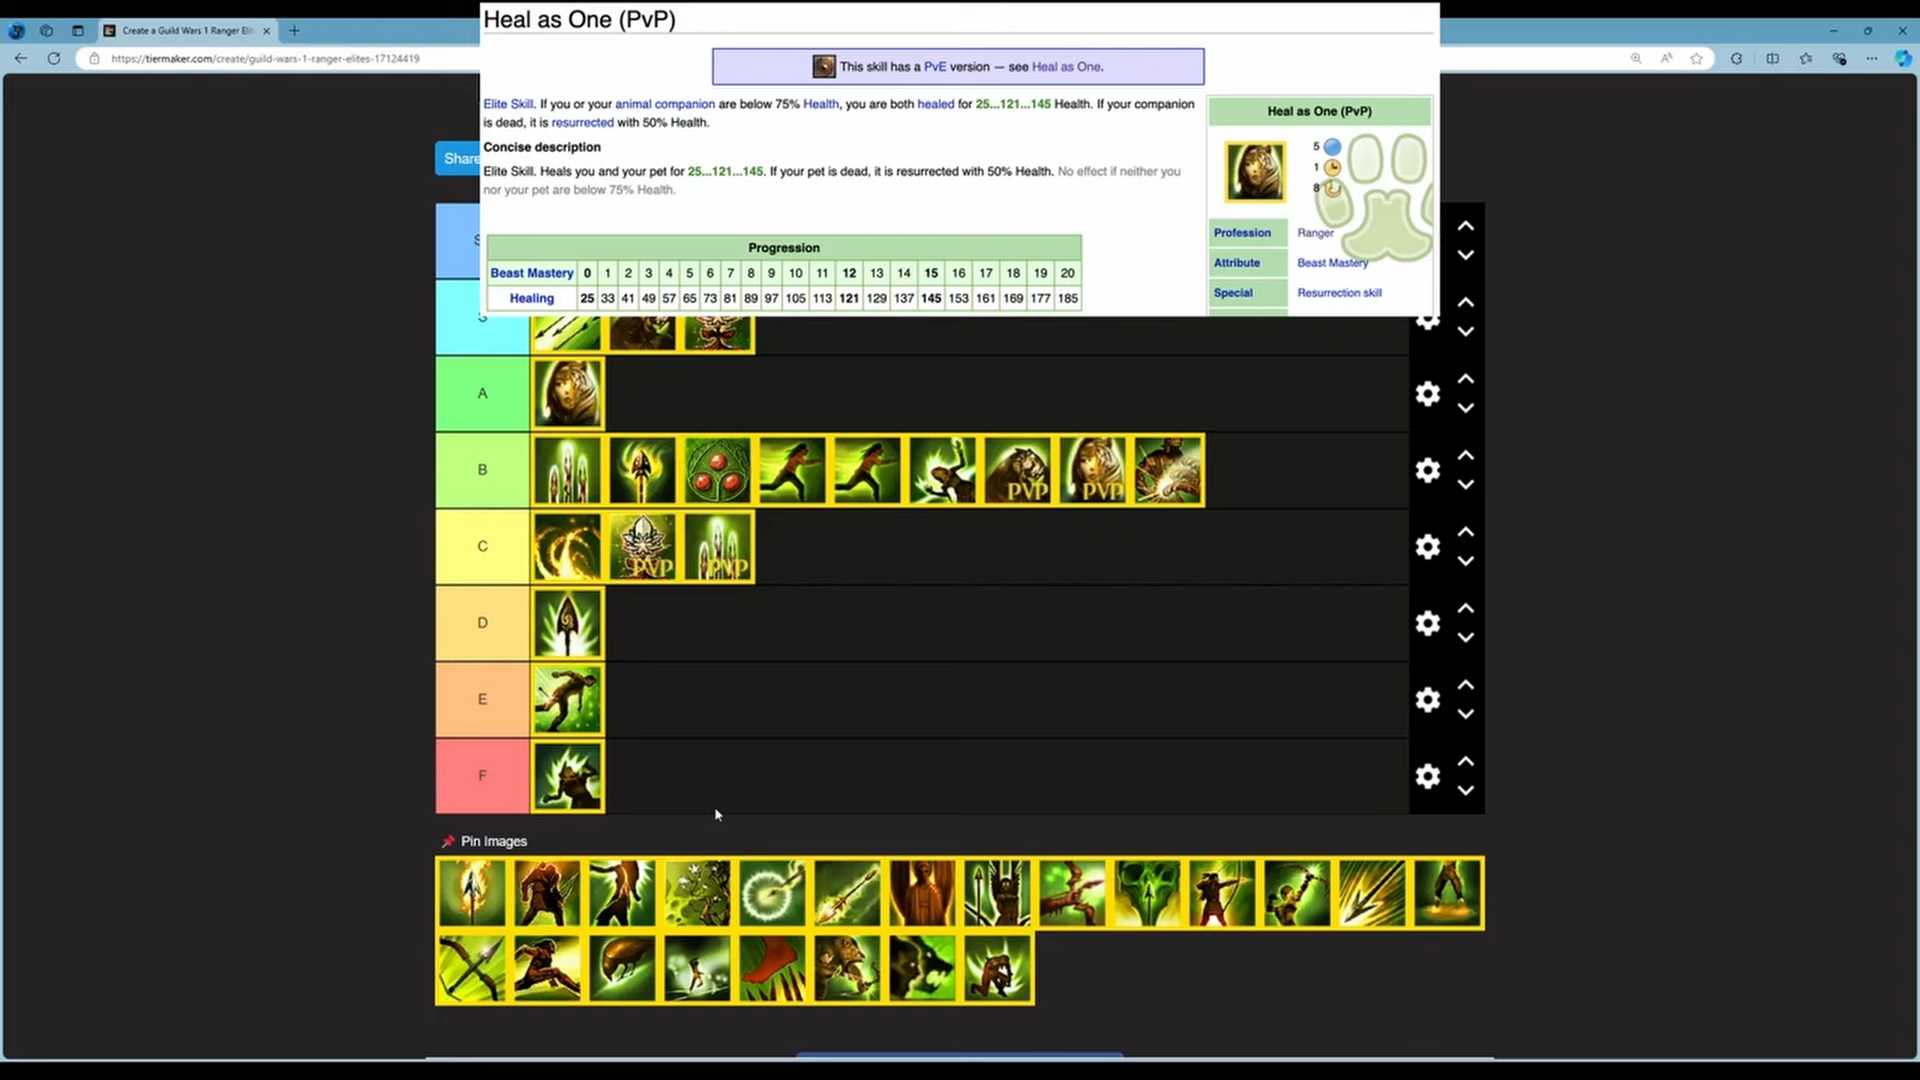 Heal as One (PvP)
Create a Guild Wars 1 Ranger Eli
https://tiermaker.com/create/guild-wars-1-ranger-elites-17124419
This skill has a PvE version — see Heal as One.
Elite Skill. If you or your animal companion are below 75% Health, you are both healed for 25...121...145 Health. If your companion
is dead, it is resurrected with 50% Health.
Concise description
Elite Skill. Heals you and your pet for 25...121...145. If your pet is dead, it is resurrected with 50% Health. No effect if neither you
nor your pet are below 75% Health.
Heal as One (PvP)
5
1
8
Profession Ranger
Attribute Beast Mastery
Special Resurrection skill
Progression
Beast Mastery 0 1 2 3 4 5 6 7 8 9 10 11 12 13 14 15 16 17 18 19 20
Healing 25 33 41 49 57 65 73 81 89 97 105 113 121 129 137 145 153 161 169 177 185
Share
S
S
A
B
PVP PVP
C
PVP PVP
D
E
F
Pin Images